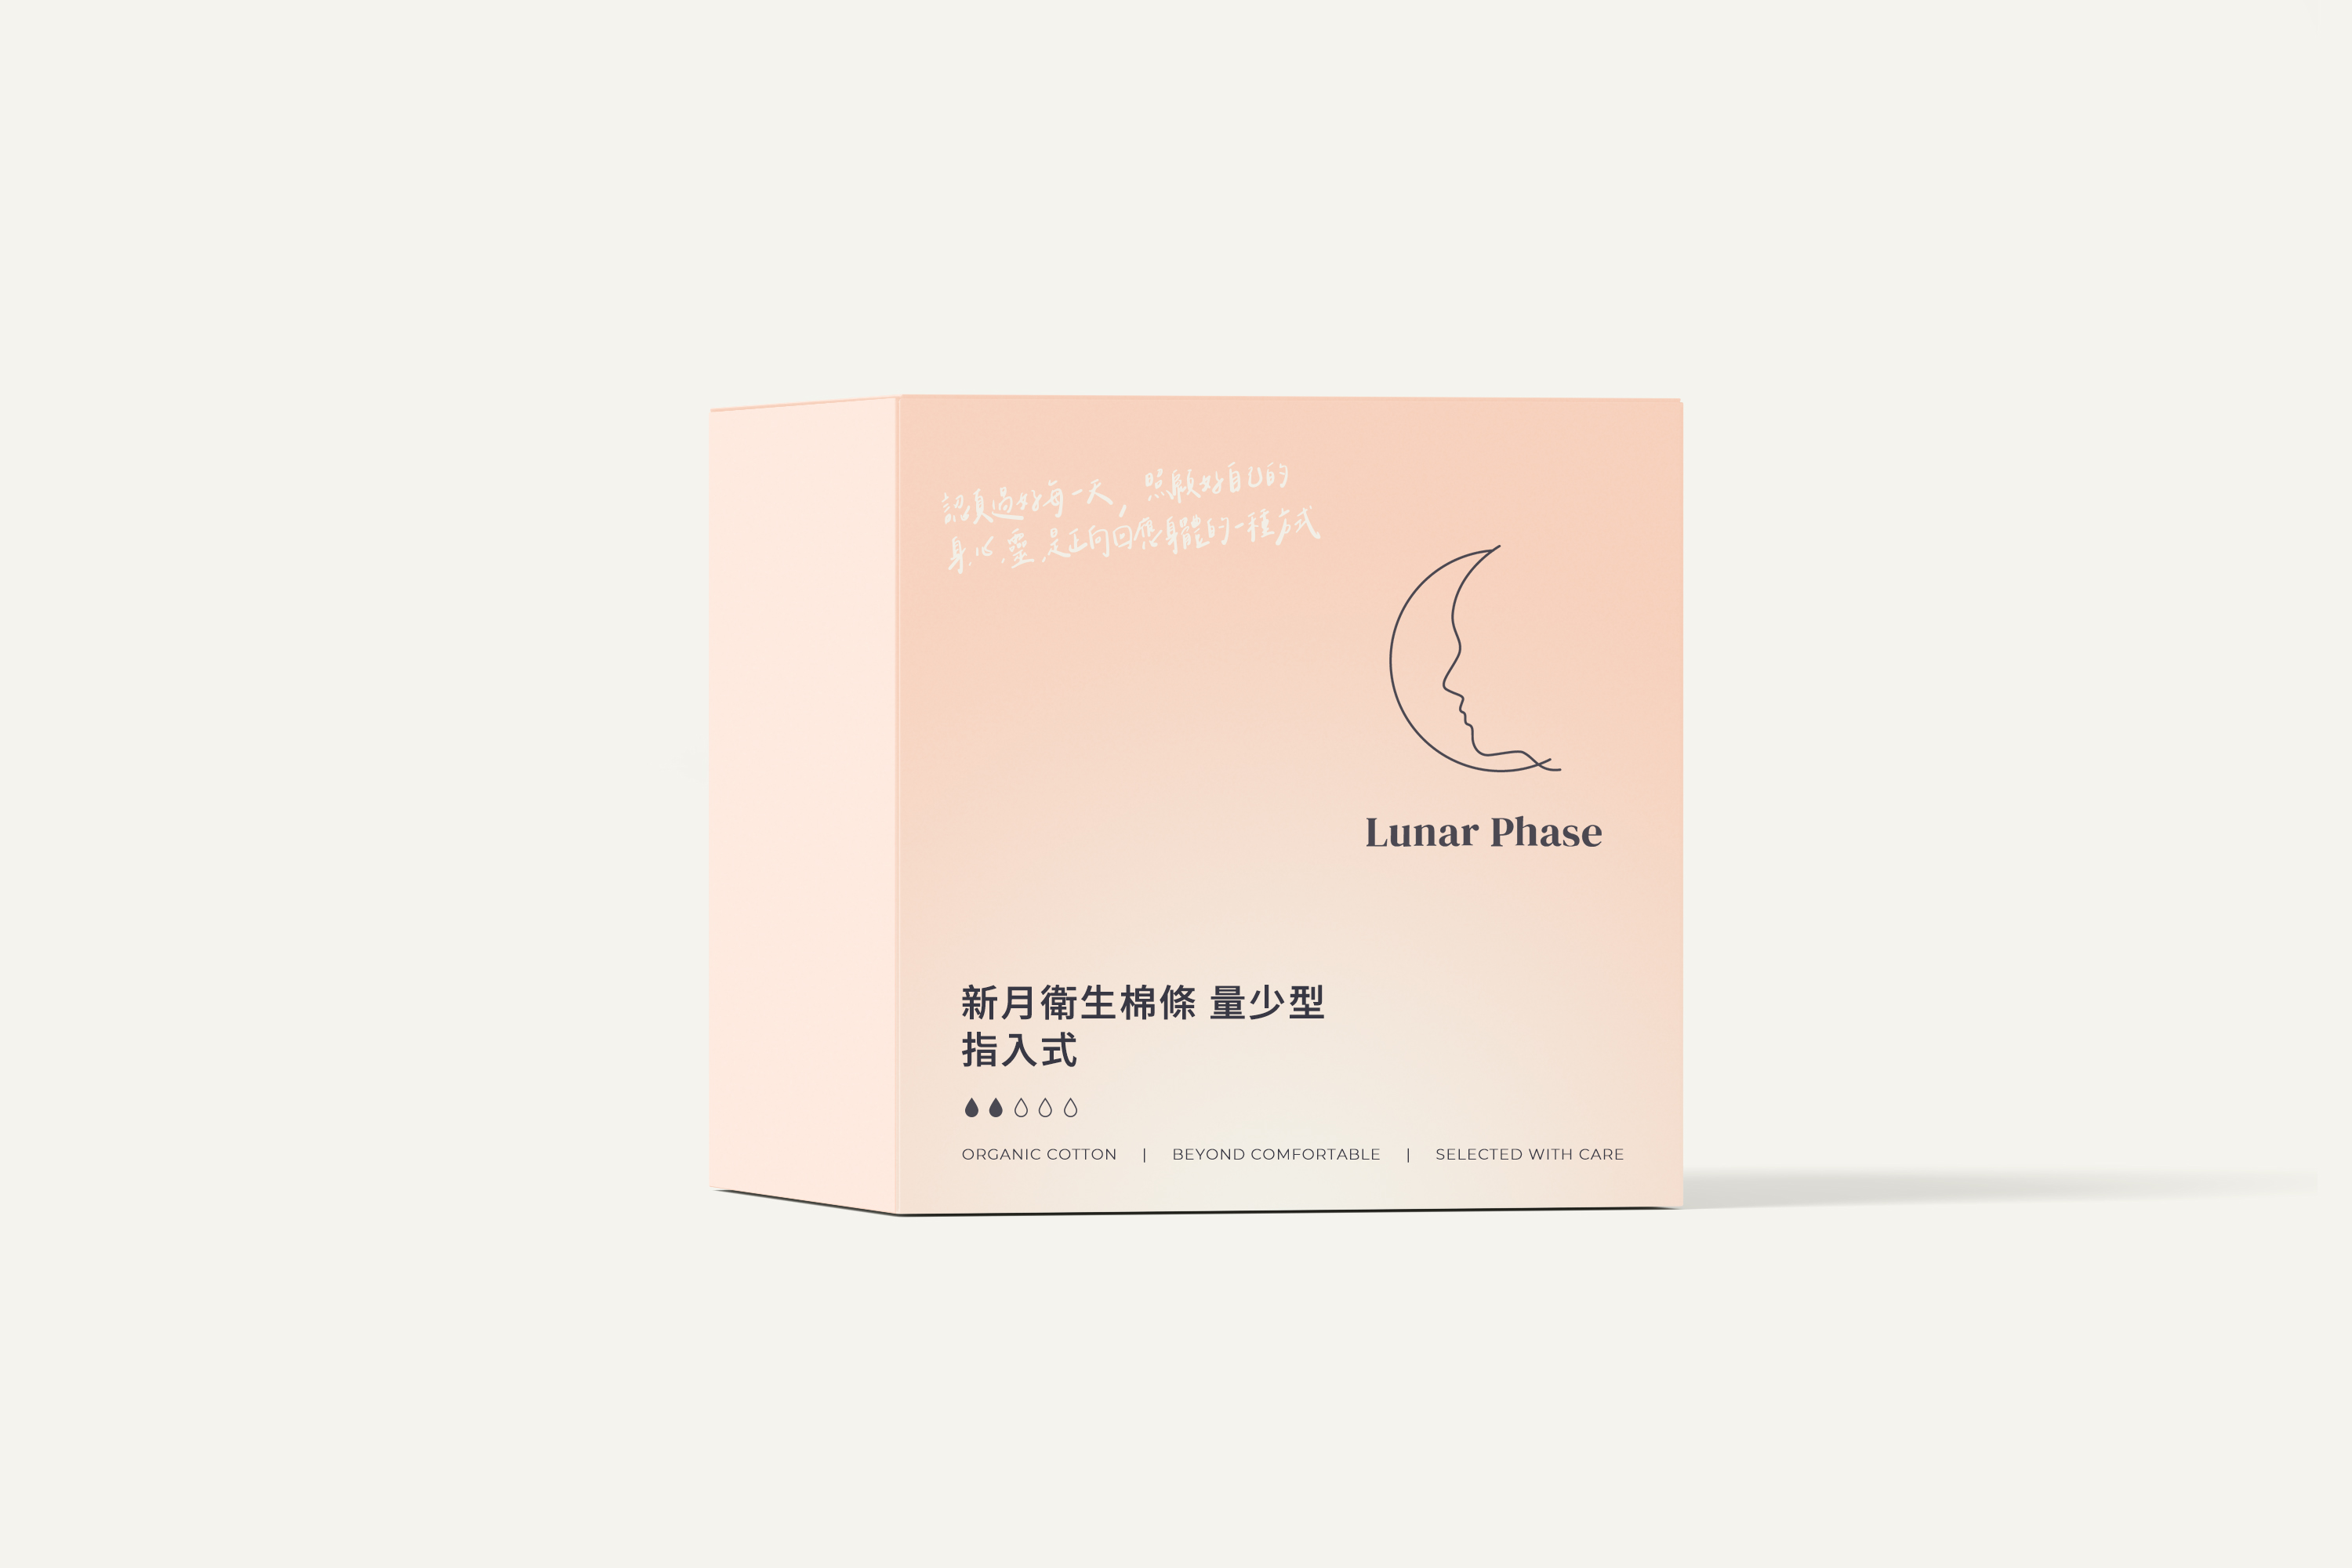 認真過好每一天，照顧好自己的
身、心、靈，是正向回應身體的一種方式
Lunar Phase
新月衛生棉條 量少型
指入式
ORGANIC COTTON | BEYOND COMFORTABLE | SELECTED WITH CARE